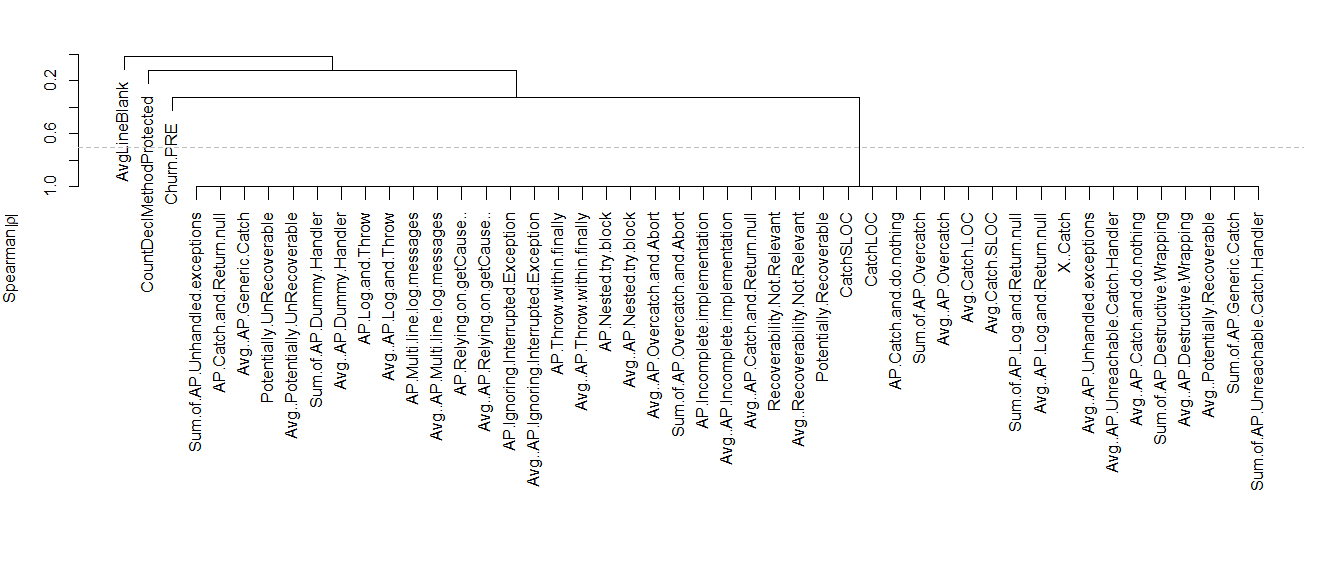 Spearman|ρ|
0.2
0.6
1.0
AvgLineBlank
CountDeclMethodProtected
Churn.PRE
Sum.of.AP.Unhandled.exceptions
AP.Catch.and.Return.null
Avg..AP.Generic.Catch
Potentially.UnRecoverable
Avg..Potentially.UnRecoverable
Sum.of.AP.Dummy.Handler
Avg..AP.Dummy.Handler
AP.Log.and.Throw
Avg..AP.Log.and.Throw
AP.Multi.line.log.messages
Avg..AP.Multi.line.log.messages
AP.Relying.on.getCause..
Avg..AP.Relying.on.getCause..
AP.Ignoring.Interrupted.Exception
Avg..AP.Ignoring.Interrupted.Exception
AP.Throw.within.finally
Avg..AP.Throw.within.finally
AP.Nested.try.block
Avg..AP.Nested.try.block
Avg..AP.Overcatch.and.Abort
Sum.of.AP.Overcatch.and.Abort
AP.Incomplete.implementation
Avg..AP.Incomplete.implementation
Avg..AP.Catch.and.Return.null
Recoverability.Not.Relevant
Avg..Recoverability.Not.Relevant
Potentially.Recoverable
CatchSLOC
CatchLOC
AP.Catch.and.do.nothing
Sum.of.AP.Overcatch
Avg..AP.Overcatch
Avg.Catch.LOC
Avg.Catch.SLOC
Sum.of.AP.Log.and.Return.null
Avg..AP.Log.and.Return.null
X..Catch
Avg..AP.Unhandled.exceptions
Avg..AP.Unreachable.Catch.Handler
Avg..AP.Catch.and.do.nothing
Sum.of.AP.Destructive.Wrapping
Avg..AP.Destructive.Wrapping
Avg..Potentially.Recoverable
Sum.of.AP.Generic.Catch
Sum.of.AP.Unreachable.Catch.Handler